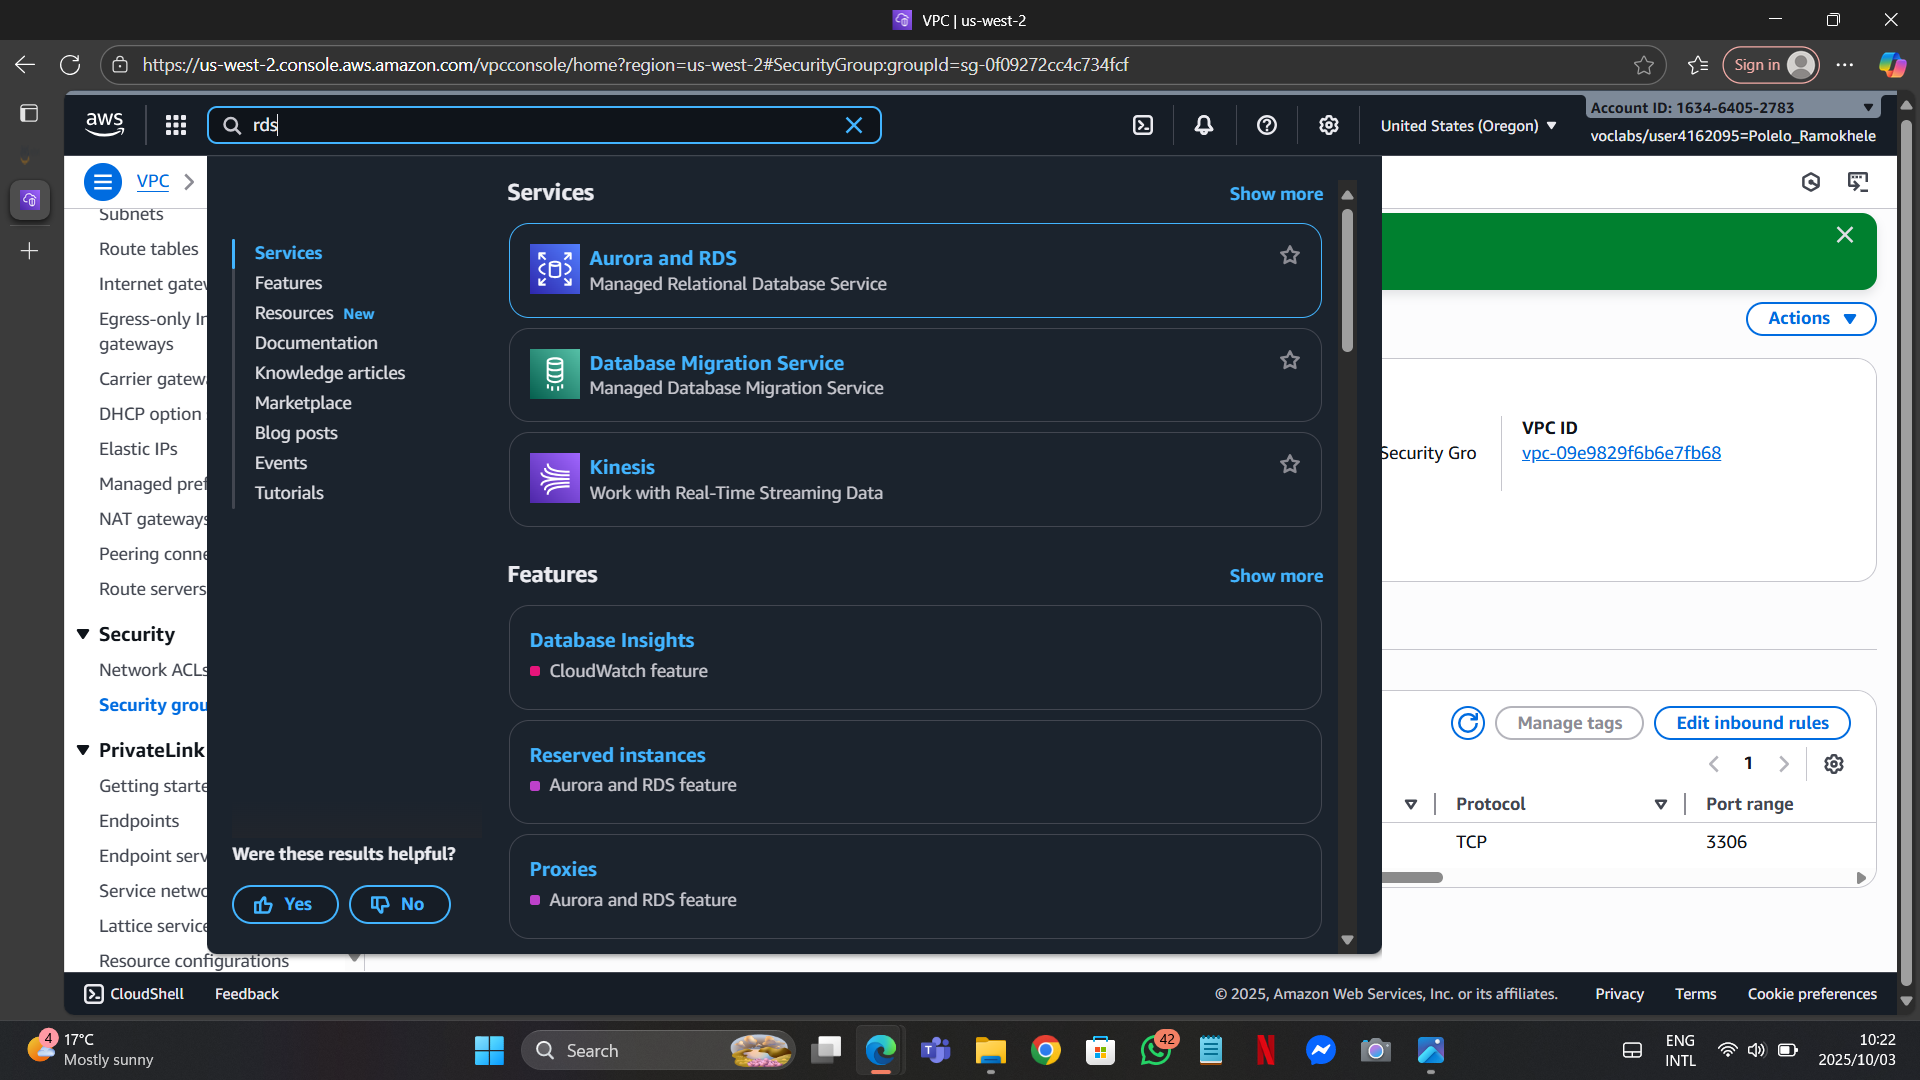 VPC | us-west-2
https://us-west-2.console.aws.amazon.com/vpcconsole/home?region=us-west-2#SecurityGroup:groupId=sg-0f09272cc4c734fcf
Sign in
aws
rds
United States (Oregon)
Account ID: 1634-6405-2783
voclabs/user4162095=Polelo_Ramokhele
VPC
Subnets
Route tables
Internet gatew
Egress-only In
gateways
Carrier gatewa
DHCP option s
Elastic IPs
Managed pref
NAT gateways
Peering conne
Route servers
Security
Network ACLs
Security grou
PrivateLink
Getting starte
Endpoints
Endpoint serv
Service netwo
Lattice service
Resource configurations
Services
Features
Resources New
Documentation
Knowledge articles
Marketplace
Blog posts
Events
Tutorials
Were these results helpful?
Yes
No
Services
Show more
Aurora and RDS
Managed Relational Database Service
Database Migration Service
Managed Database Migration Service
Kinesis
Work with Real-Time Streaming Data
Features
Show more
Database Insights
CloudWatch feature
Reserved instances
Aurora and RDS feature
Proxies
Aurora and RDS feature
Actions
Security Gro
VPC ID
vpc-09e9829f6b6e7fb68
Manage tags
Edit inbound rules
1
Protocol
Port range
TCP
3306
CloudShell
Feedback
© 2025, Amazon Web Services, Inc. or its affiliates.
Privacy
Terms
Cookie preferences
4
17°C
Mostly sunny
Search
42
ENG
INTL
10:22
2025/10/03